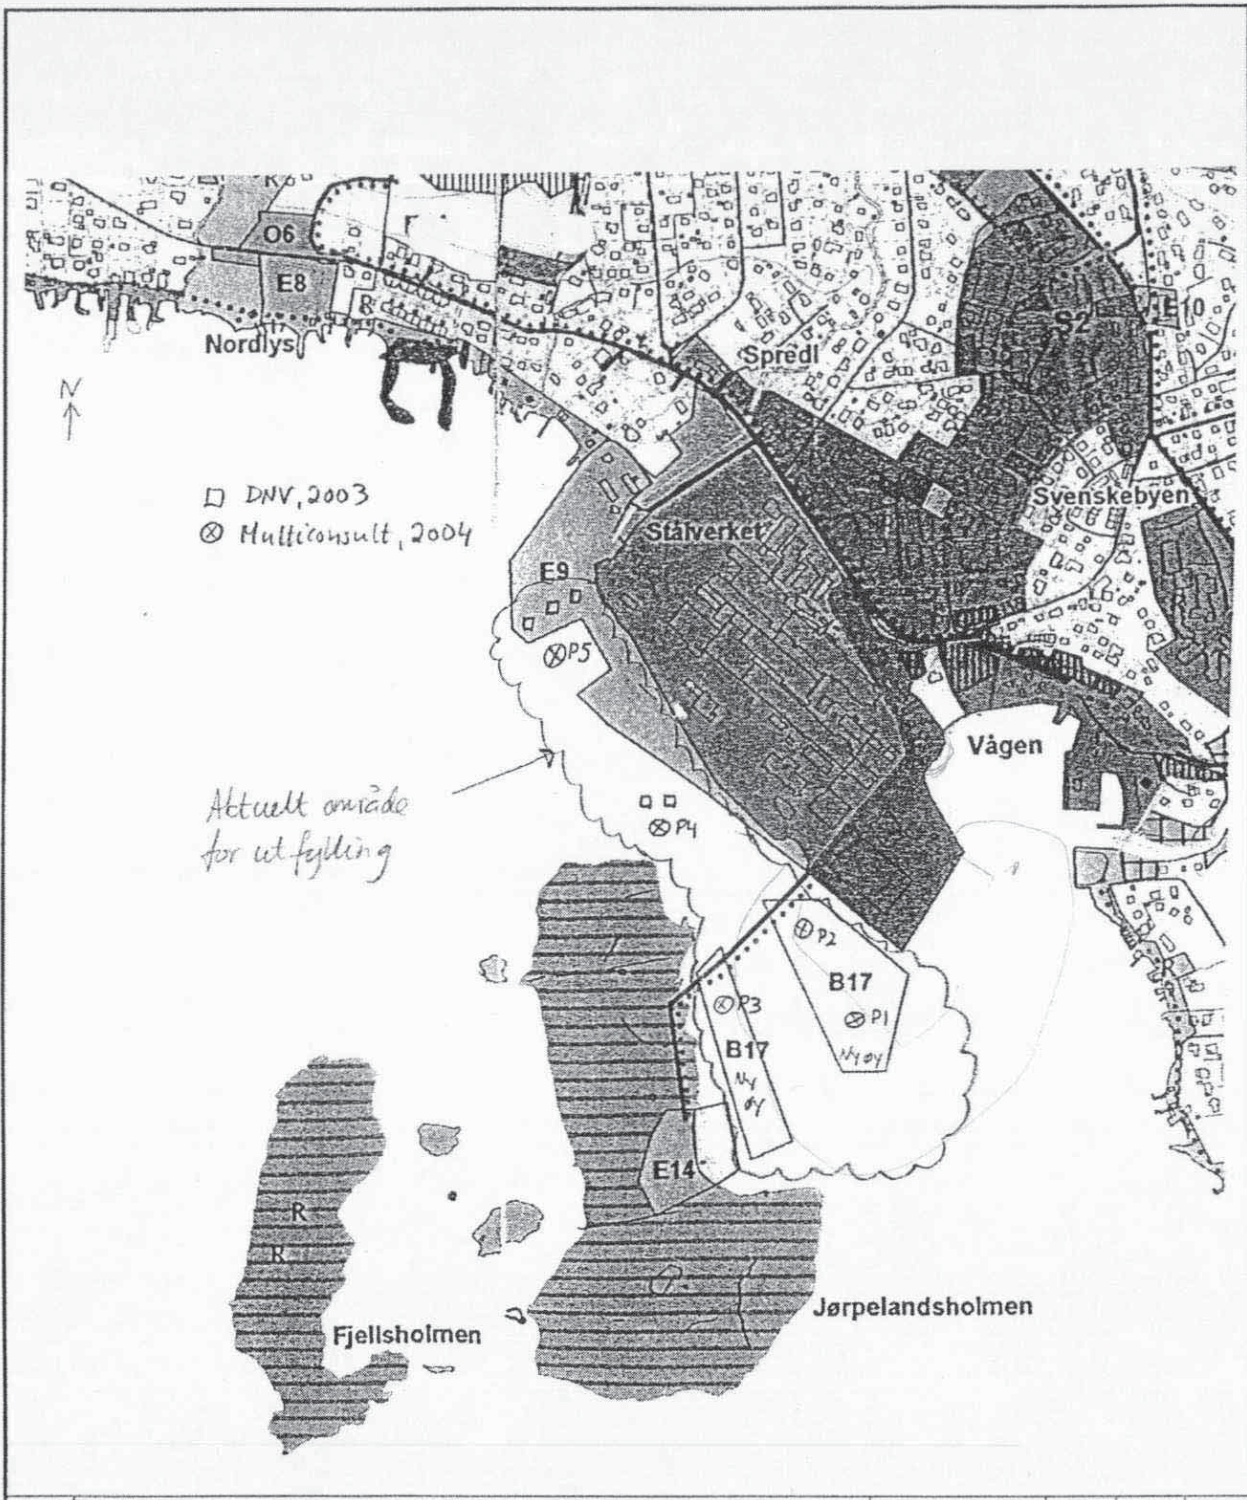 R
O6
E8
R
Nordlys
Spredl
S2
E10
N
□ DNV, 2003
⊗ Multiconsult, 2004
Svenskebyen
Stålverket
E9
R
⊗P5
Vågen
Aktuelt område
for utfylling
⊗P4
⊗P2
R
B17
⊗P3
⊗P1
B17
Ny øy
Ny
øy
E14
R
R
Jørpelandsholmen
Fjellsholmen